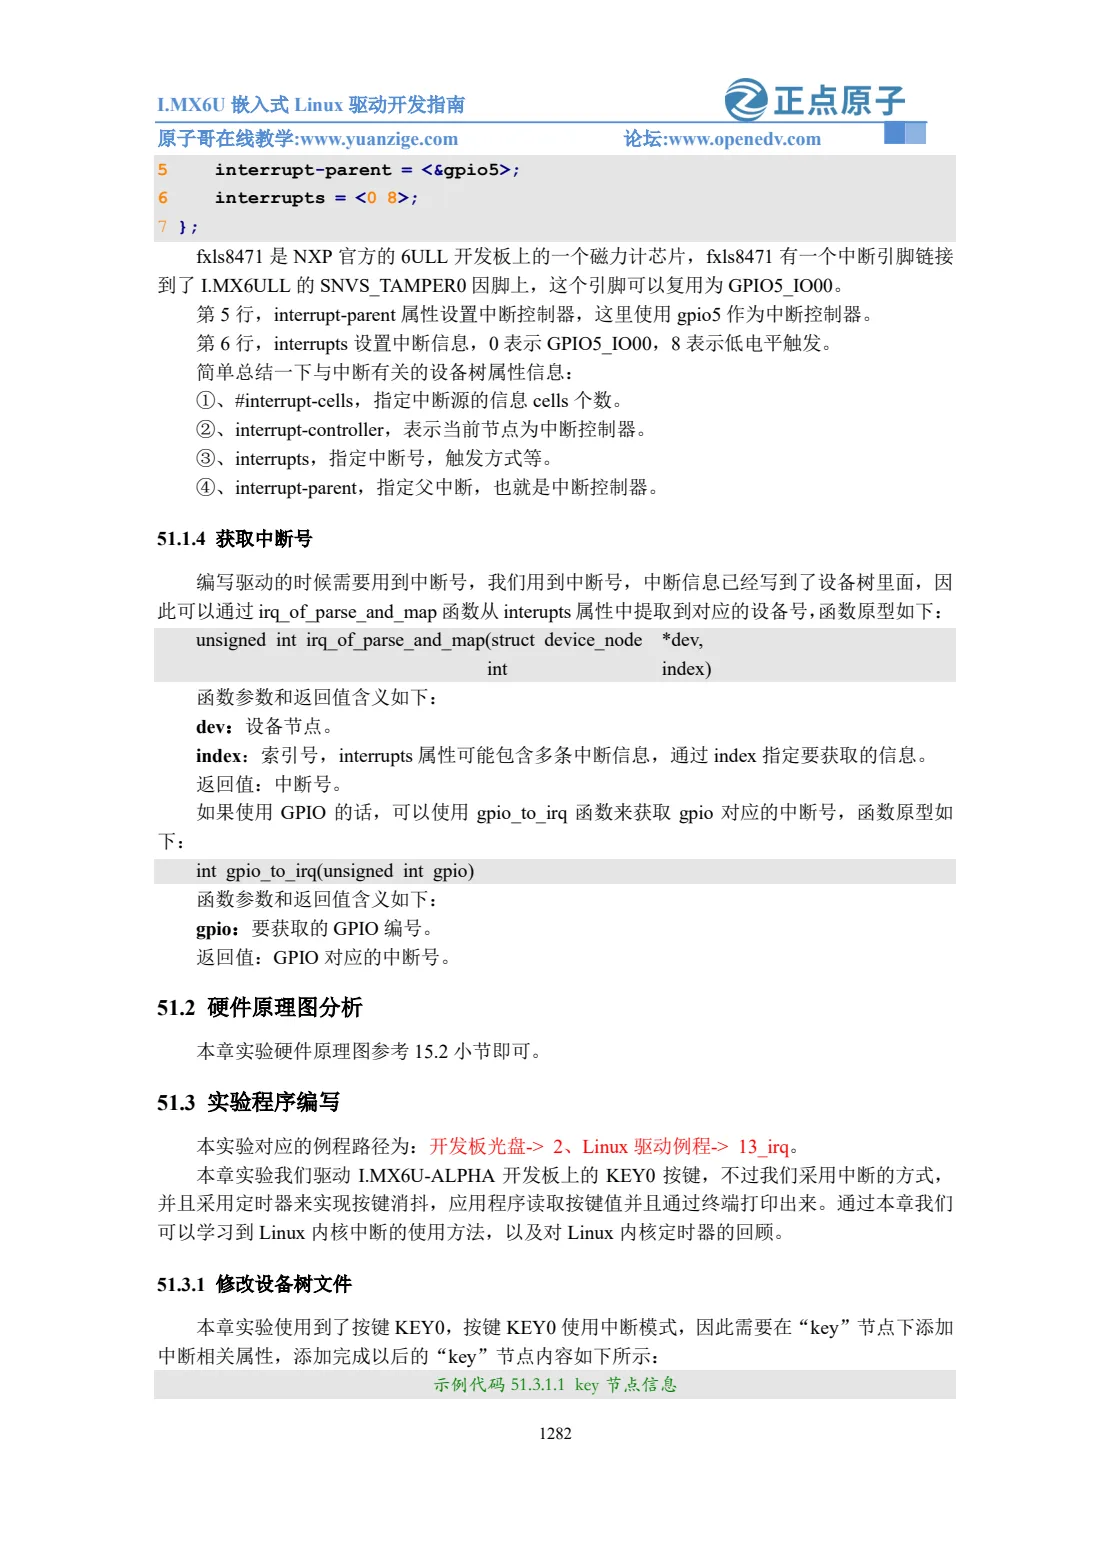 I.MX6U 嵌入式 Linux 驱动开发指南
正点原子
原子哥在线教学:www.yuanzige.com 论坛:www.openedv.com
5 interrupt-parent = <&gpio5>;
6 interrupts = <0 8>;
7 };
fxls8471 是 NXP 官方的 6ULL 开发板上的一个磁力计芯片，fxls8471 有一个中断引脚链接
到了 I.MX6ULL 的 SNVS_TAMPER0 因脚上，这个引脚可以复用为 GPIO5_IO00。
第 5 行，interrupt-parent 属性设置中断控制器，这里使用 gpio5 作为中断控制器。
第 6 行，interrupts 设置中断信息，0 表示 GPIO5_IO00，8 表示低电平触发。
简单总结一下与中断有关的设备树属性信息：
①、#interrupt-cells，指定中断源的信息 cells 个数。
②、interrupt-controller，表示当前节点为中断控制器。
③、interrupts，指定中断号，触发方式等。
④、interrupt-parent，指定父中断，也就是中断控制器。
51.1.4 获取中断号
编写驱动的时候需要用到中断号，我们用到中断号，中断信息已经写到了设备树里面，因
此可以通过 irq_of_parse_and_map 函数从 interupts 属性中提取到对应的设备号，函数原型如下：
unsigned int irq_of_parse_and_map(struct device_node *dev,
int index)
函数参数和返回值含义如下：
dev：设备节点。
index：索引号，interrupts 属性可能包含多条中断信息，通过 index 指定要获取的信息。
返回值：中断号。
如果使用 GPIO 的话，可以使用 gpio_to_irq 函数来获取 gpio 对应的中断号，函数原型如
下：
int gpio_to_irq(unsigned int gpio)
函数参数和返回值含义如下：
gpio：要获取的 GPIO 编号。
返回值：GPIO 对应的中断号。
51.2 硬件原理图分析
本章实验硬件原理图参考 15.2 小节即可。
51.3 实验程序编写
本实验对应的例程路径为：开发板光盘-> 2、Linux 驱动例程-> 13_irq。
本章实验我们驱动 I.MX6U-ALPHA 开发板上的 KEY0 按键，不过我们采用中断的方式，
并且采用定时器来实现按键消抖，应用程序读取按键值并且通过终端打印出来。通过本章我们
可以学习到 Linux 内核中断的使用方法，以及对 Linux 内核定时器的回顾。
51.3.1 修改设备树文件
本章实验使用到了按键 KEY0，按键 KEY0 使用中断模式，因此需要在“key”节点下添加
中断相关属性，添加完成以后的“key”节点内容如下所示：
示例代码 51.3.1.1 key 节点信息
1282